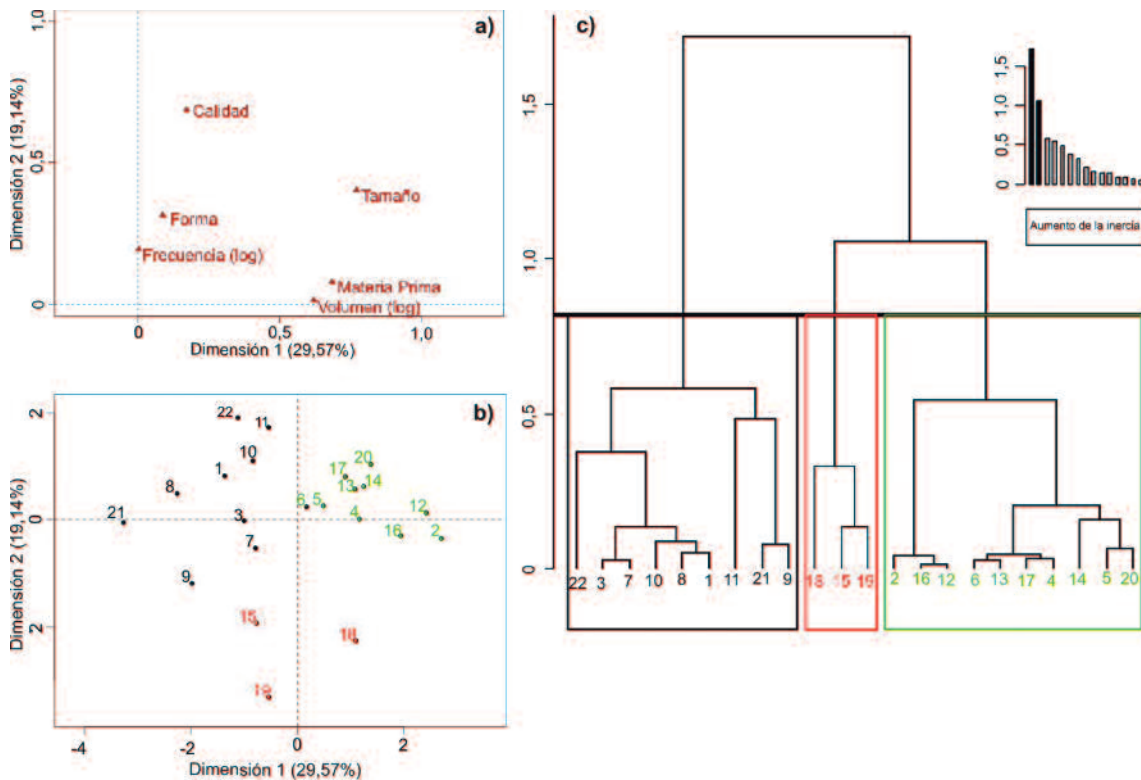 a)
1,0
0,5
0
Dimensión 2 (19,14%)
Calidad
Tamaño
Forma
Frecuencia (log)
Materia Prima
Volumen (log)
0 0,5 1,0
Dimensión 1 (29,57%)
b)
2
0
2
Dimensión 2 (19,14%)
22 11
10
1
8
21
3
7
9
20
17
13 14
6 5
4
12
16 2
15
18
19
-4 -2 0 2
Dimensión 1 (29,57%)
c)
1,5
1,0
0,5
0
1,5
1,0
0,5
0
Aumento de la inercia
22 3 7 10 8 1 11 21 9 18 15 19 2 16 12 6 13 17 4 14 5 20